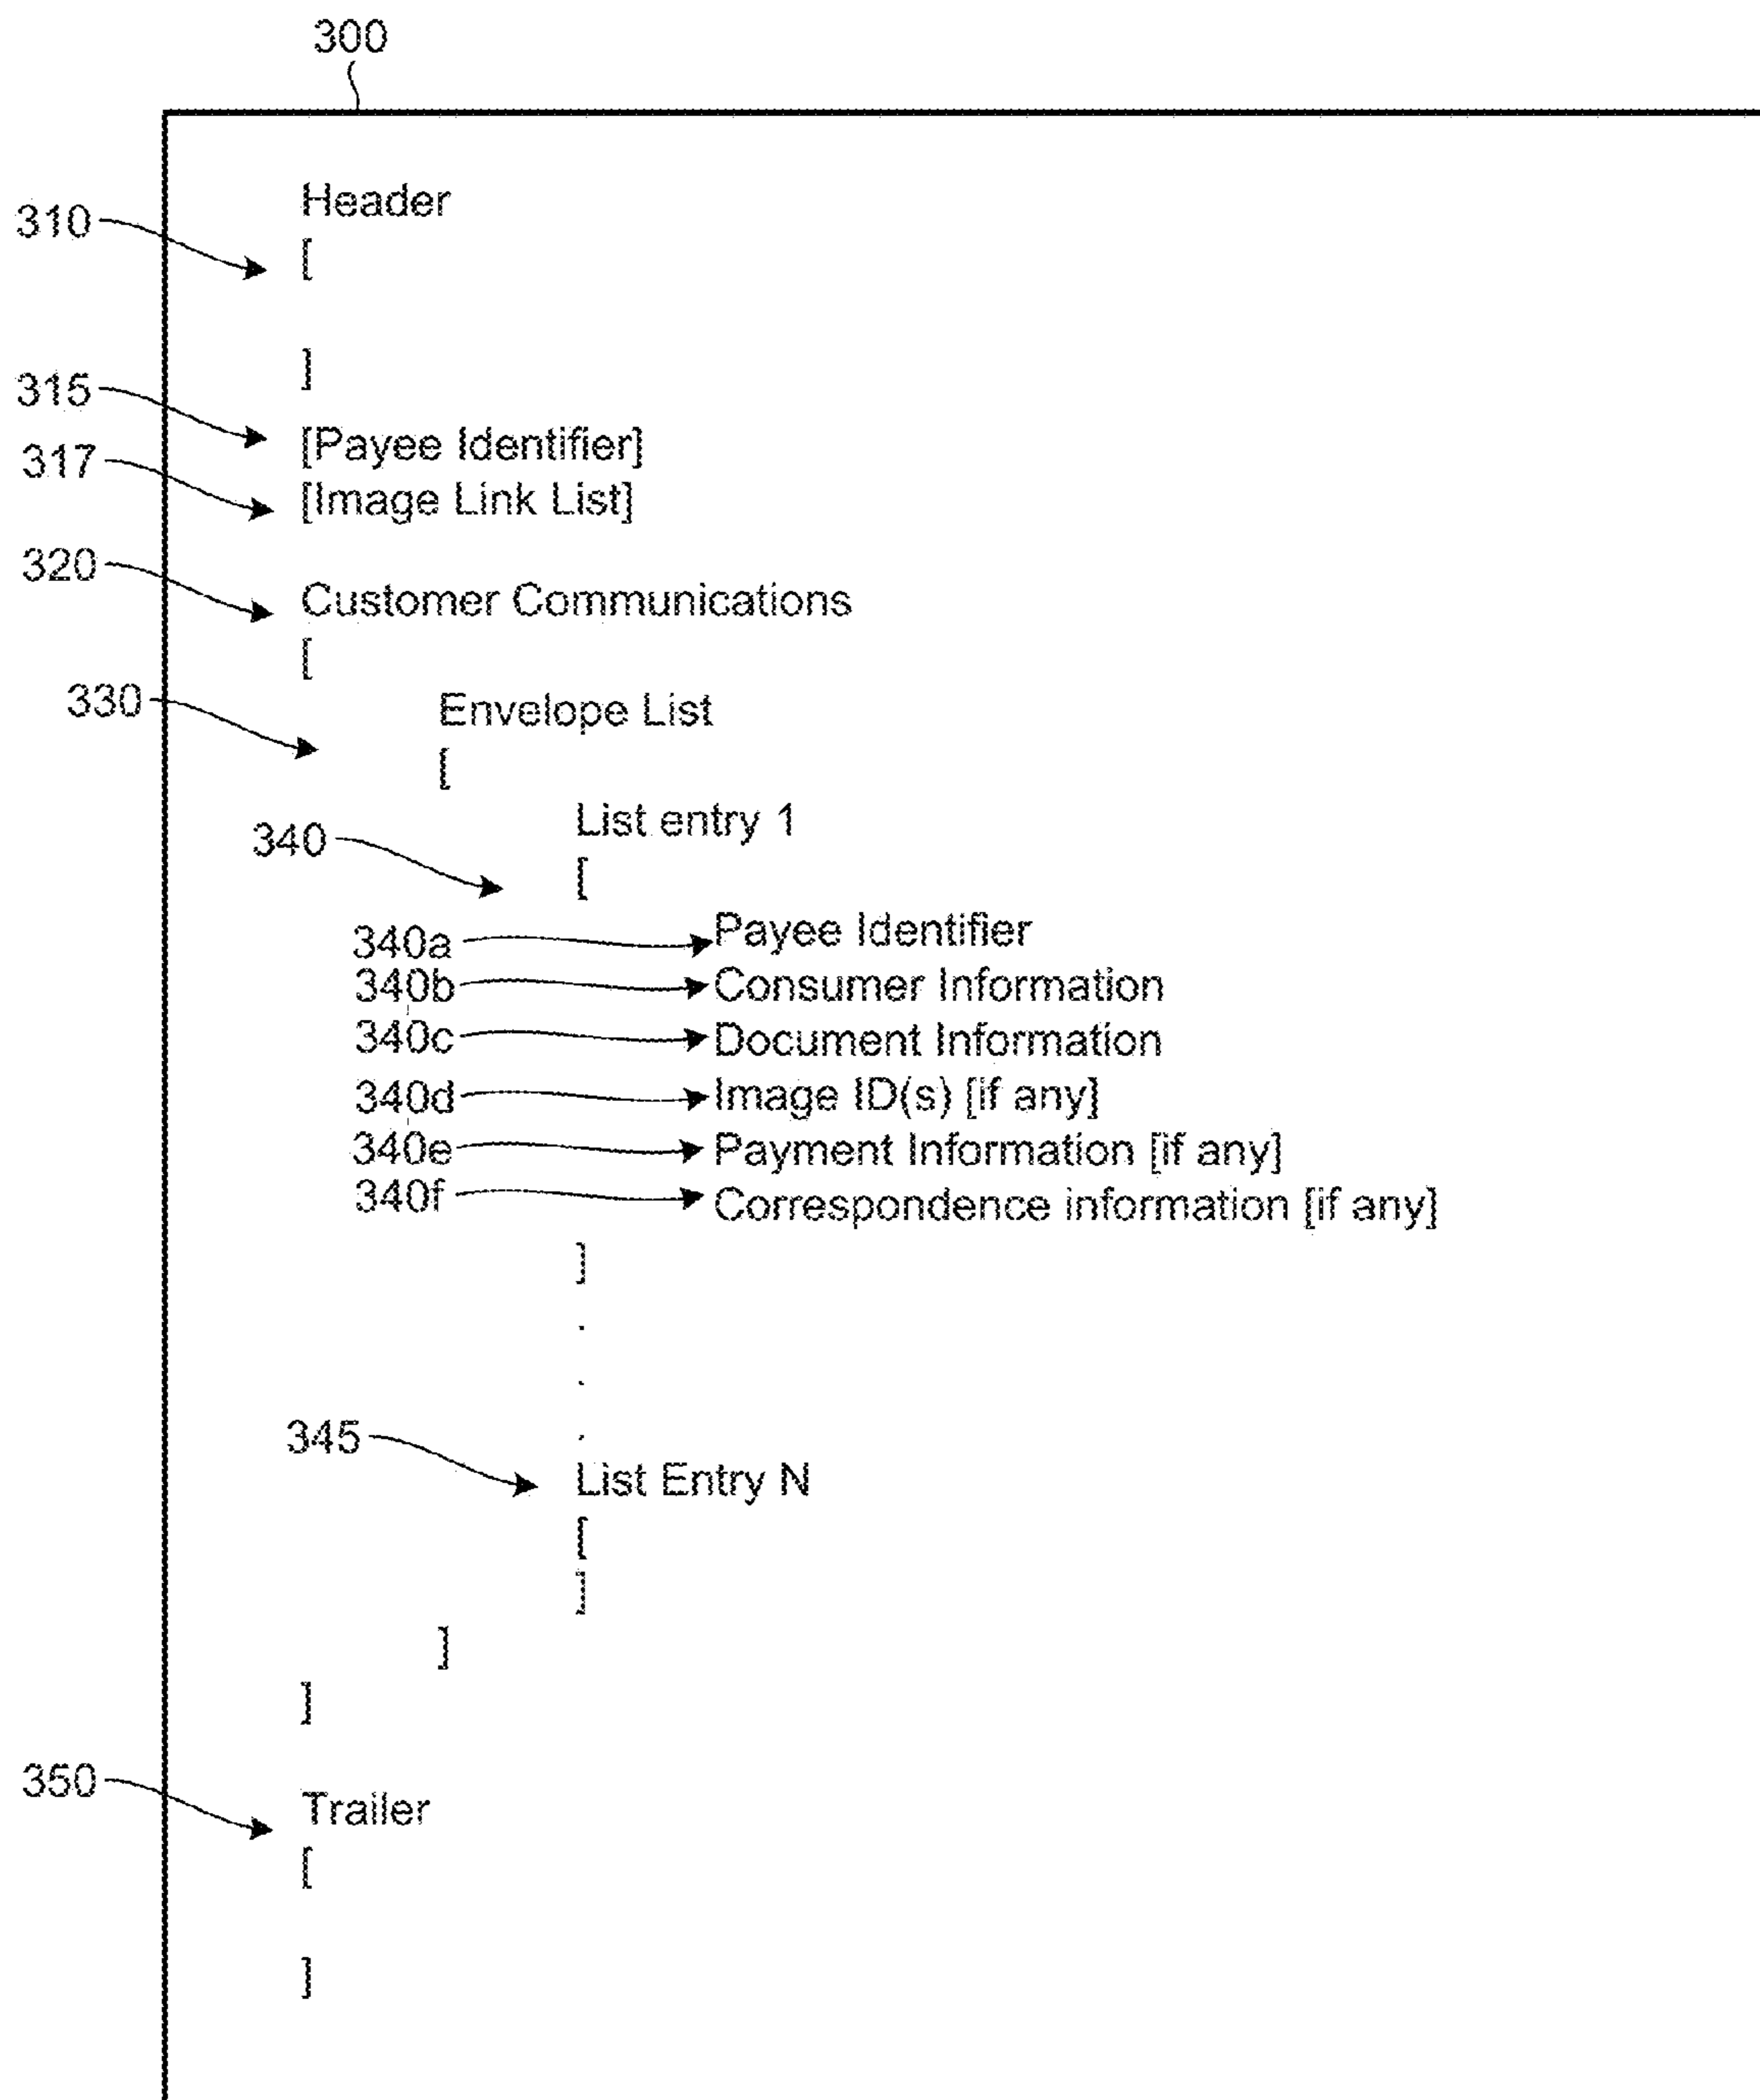 300
Header
310
[
]
315
[Payee Identifier]
317
[Image Link List]
320
Customer Communications
[
330
Envelope List
[
List entry 1
340
[
340a Payee Identifier
340b Consumer Information
340c Document Information
340d Image ID(s) [if any]
340e Payment Information [if any]
340f Correspondence information [if any]
]
.
.
.
345
List Entry N
[
]
]
]
350
Trailer
[
]